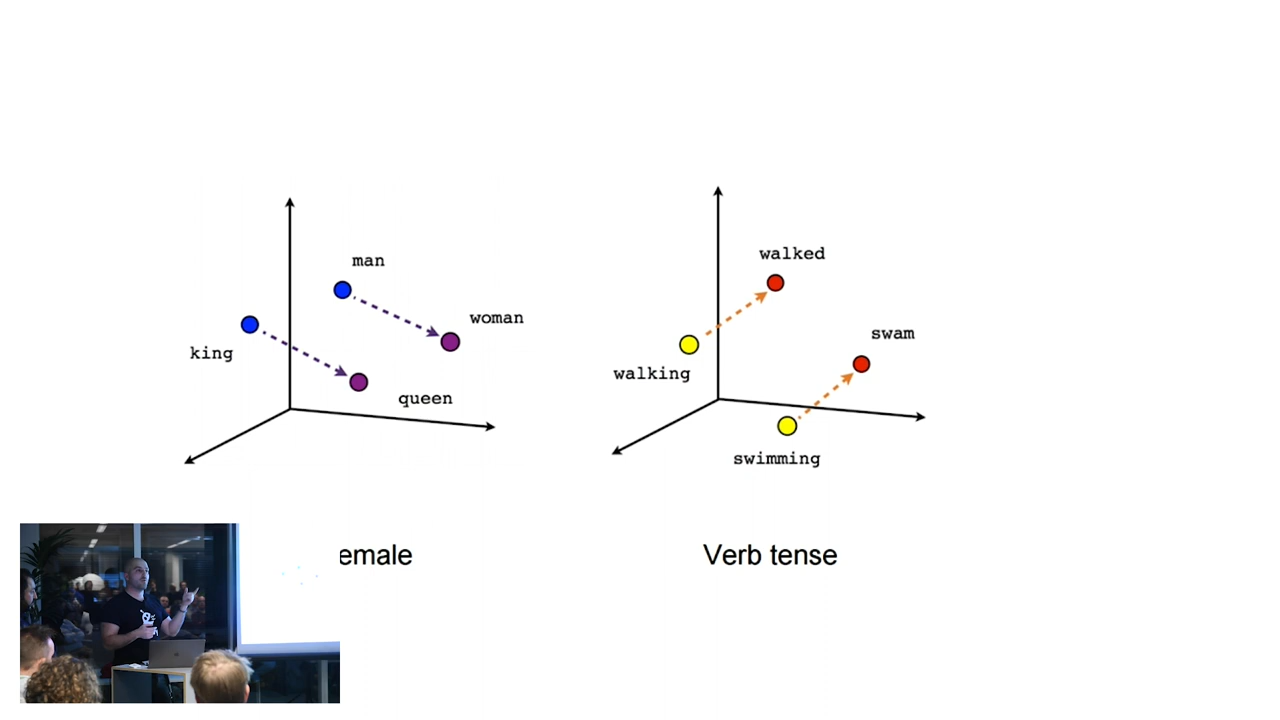 man
woman
king
queen
walked
swam
walking
swimming
emale
Verb tense